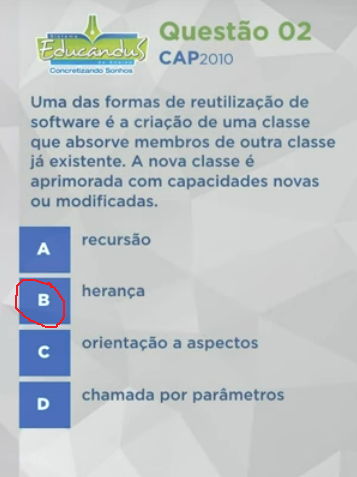 Sistema
Educandus
de Ensino
Concretizando Sonhos
Questão 02
CAP2010
Uma das formas de reutilização de
software é a criação de uma classe
que absorve membros de outra classe
já existente. A nova classe é
aprimorada com capacidades novas
ou modificadas.
A recursão
B herança
C orientação a aspectos
D chamada por parâmetros